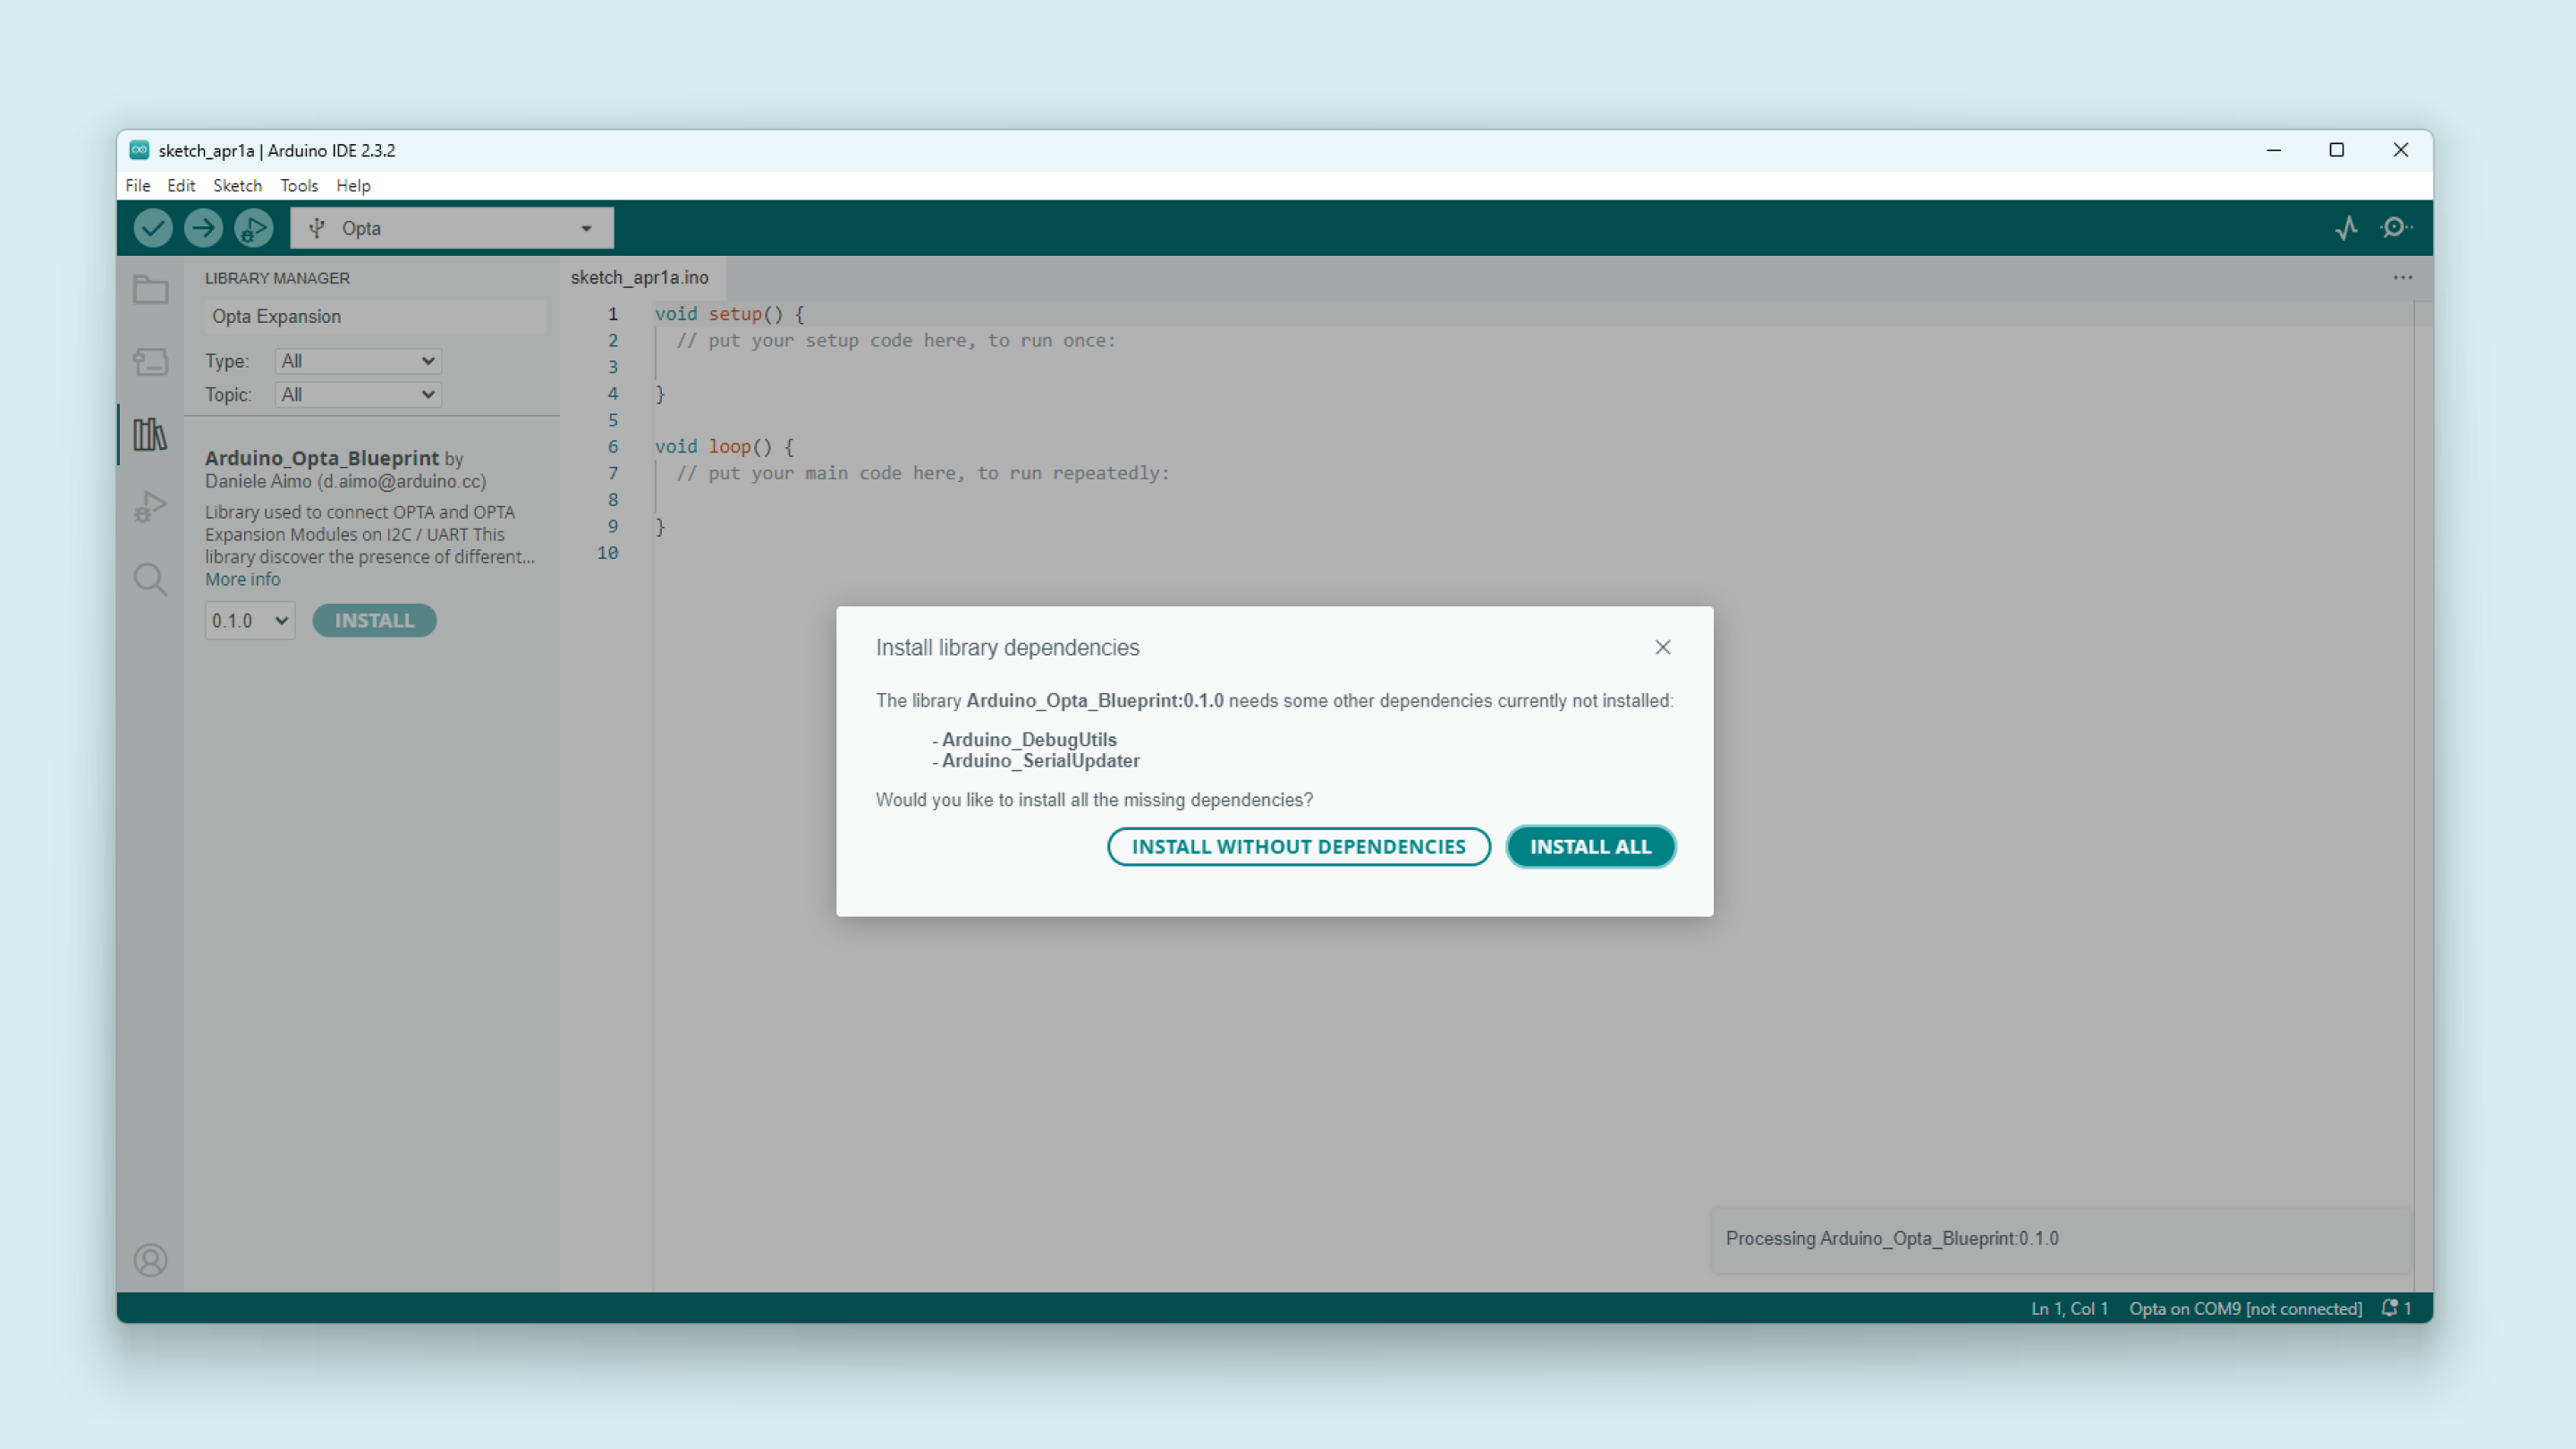 sketch_apr1a | Arduino IDE 2.3.2
File Edit Sketch Tools Help
Opta
LIBRARY MANAGER
Opta Expansion
Type: All
Topic: All
Arduino_Opta_Blueprint by
Daniele Aimo (d.aimo@arduino.cc)
Library used to connect OPTA and OPTA
Expansion Modules on I2C / UART This
library discover the presence of different...
More info
0.1.0 INSTALL
sketch_apr1a.ino
1 void setup() {
2 // put your setup code here, to run once:
3
4 }
5
6 void loop() {
7 // put your main code here, to run repeatedly:
8
9 }
10
Install library dependencies
The library Arduino_Opta_Blueprint:0.1.0 needs some other dependencies currently not installed:
- Arduino_DebugUtils
- Arduino_SerialUpdater
Would you like to install all the missing dependencies?
INSTALL WITHOUT DEPENDENCIES INSTALL ALL
Processing Arduino_Opta_Blueprint:0.1.0
Ln 1, Col 1 Opta on COM9 [not connected] 1